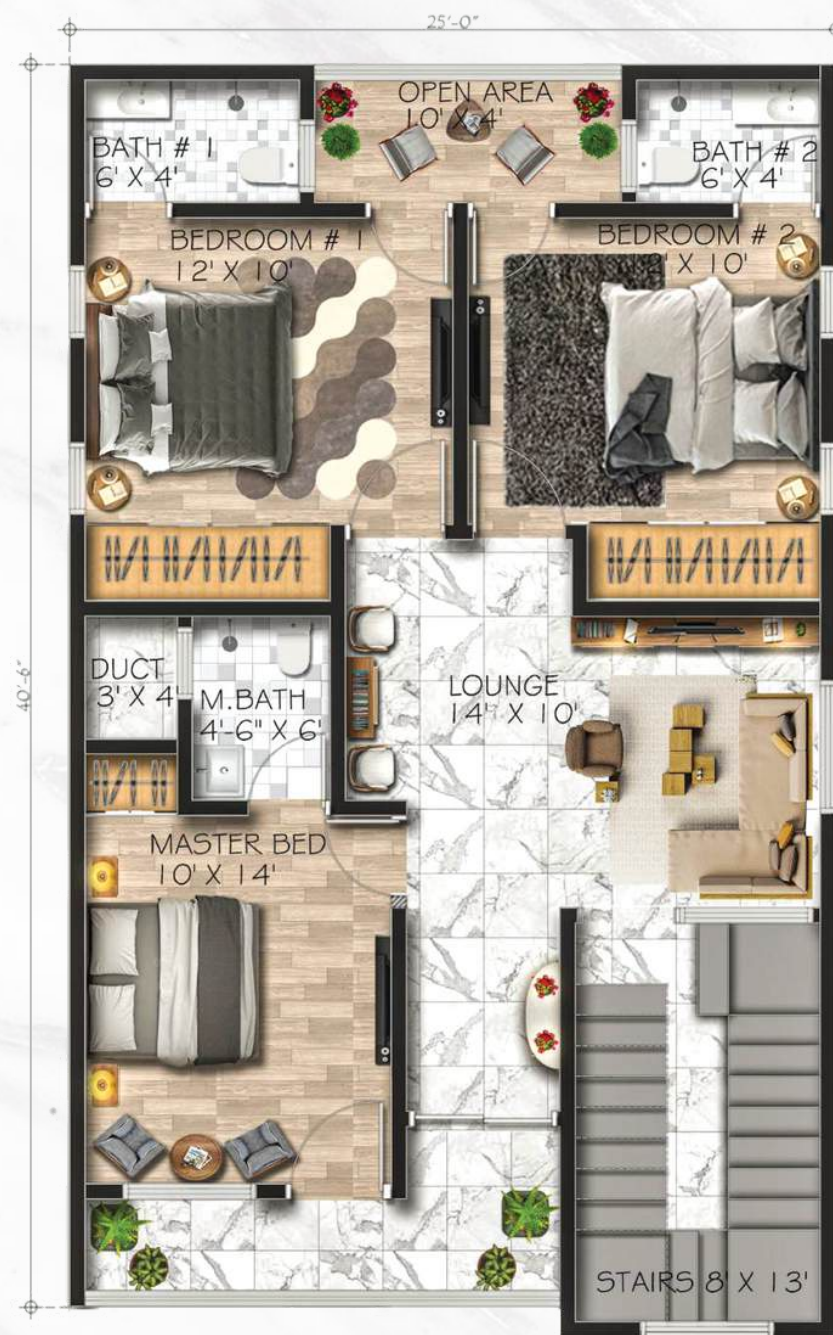 25'-0"
OPEN AREA
10' X 4'
BATH # 1
6' X 4'
BATH # 2
6' X 4'
BEDROOM # 1
12' X 10'
BEDROOM # 2
X 10'
40'-6"
DUCT
3' X 4'
M.BATH
4'-6" X 6'
LOUNGE
14' X 10'
MASTER BED
10' X 14'
STAIRS 8' X 13'